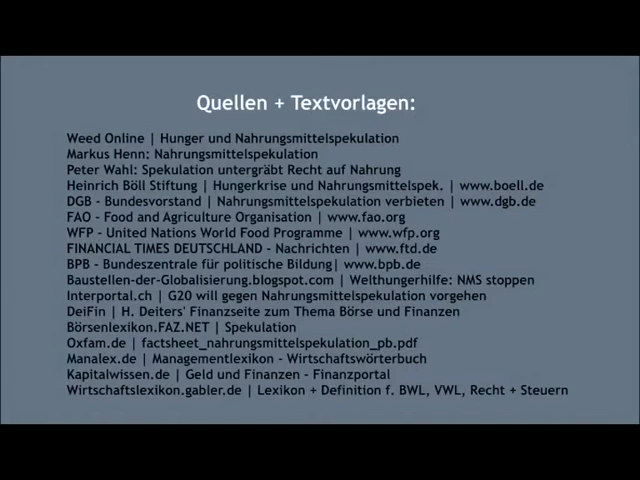 Quellen + Textvorlagen:
Weed Online | Hunger und Nahrungsmittelspekulation
Markus Henn: Nahrungsmittelspekulation
Peter Wahl: Spekulation untergräbt Recht auf Nahrung
Heinrich Böll Stiftung | Hungerkrise und Nahrungsmittelspek. | www.boell.de
DGB - Bundesvorstand | Nahrungsmittelspekulation verbieten | www.dgb.de
FAO - Food and Agriculture Organisation | www.fao.org
WFP - United Nations World Food Programme | www.wfp.org
FINANCIAL TIMES DEUTSCHLAND - Nachrichten | www.ftd.de
BPB - Bundeszentrale für politische Bildung| www.bpb.de
Baustellen-der-Globalisierung.blogspot.com | Welthungerhilfe: NMS stoppen
Interportal.ch | G20 will gegen Nahrungsmittelspekulation vorgehen
DeiFin | H. Deiters' Finanzseite zum Thema Börse und Finanzen
Börsenlexikon.FAZ.NET | Spekulation
Oxfam.de | factsheet_nahrungsmittelspekulation_pb.pdf
Manalex.de | Managementlexikon - Wirtschaftswörterbuch
Kapitalwissen.de | Geld und Finanzen - Finanzportal
Wirtschaftslexikon.gabler.de | Lexikon + Definition f. BWL, VWL, Recht + Steuern